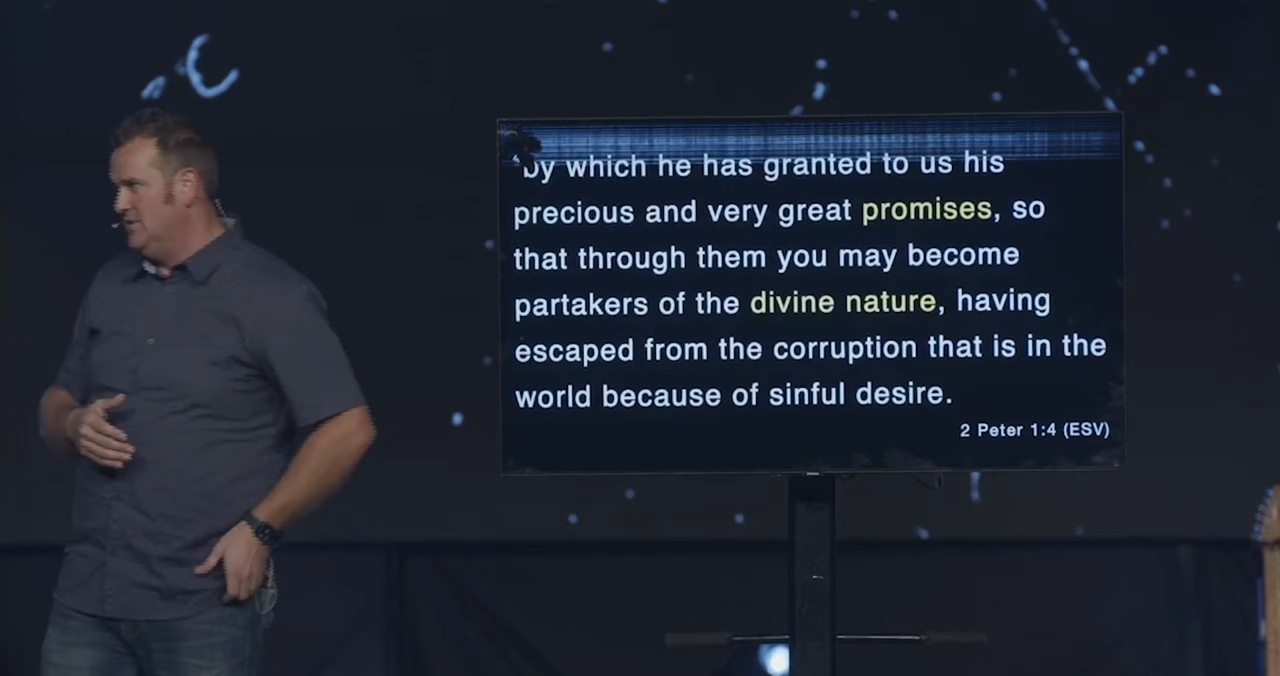 by which he has granted to us his
precious and very great promises, so
that through them you may become
partakers of the divine nature, having
escaped from the corruption that is in the
world because of sinful desire.
2 Peter 1:4 (ESV)